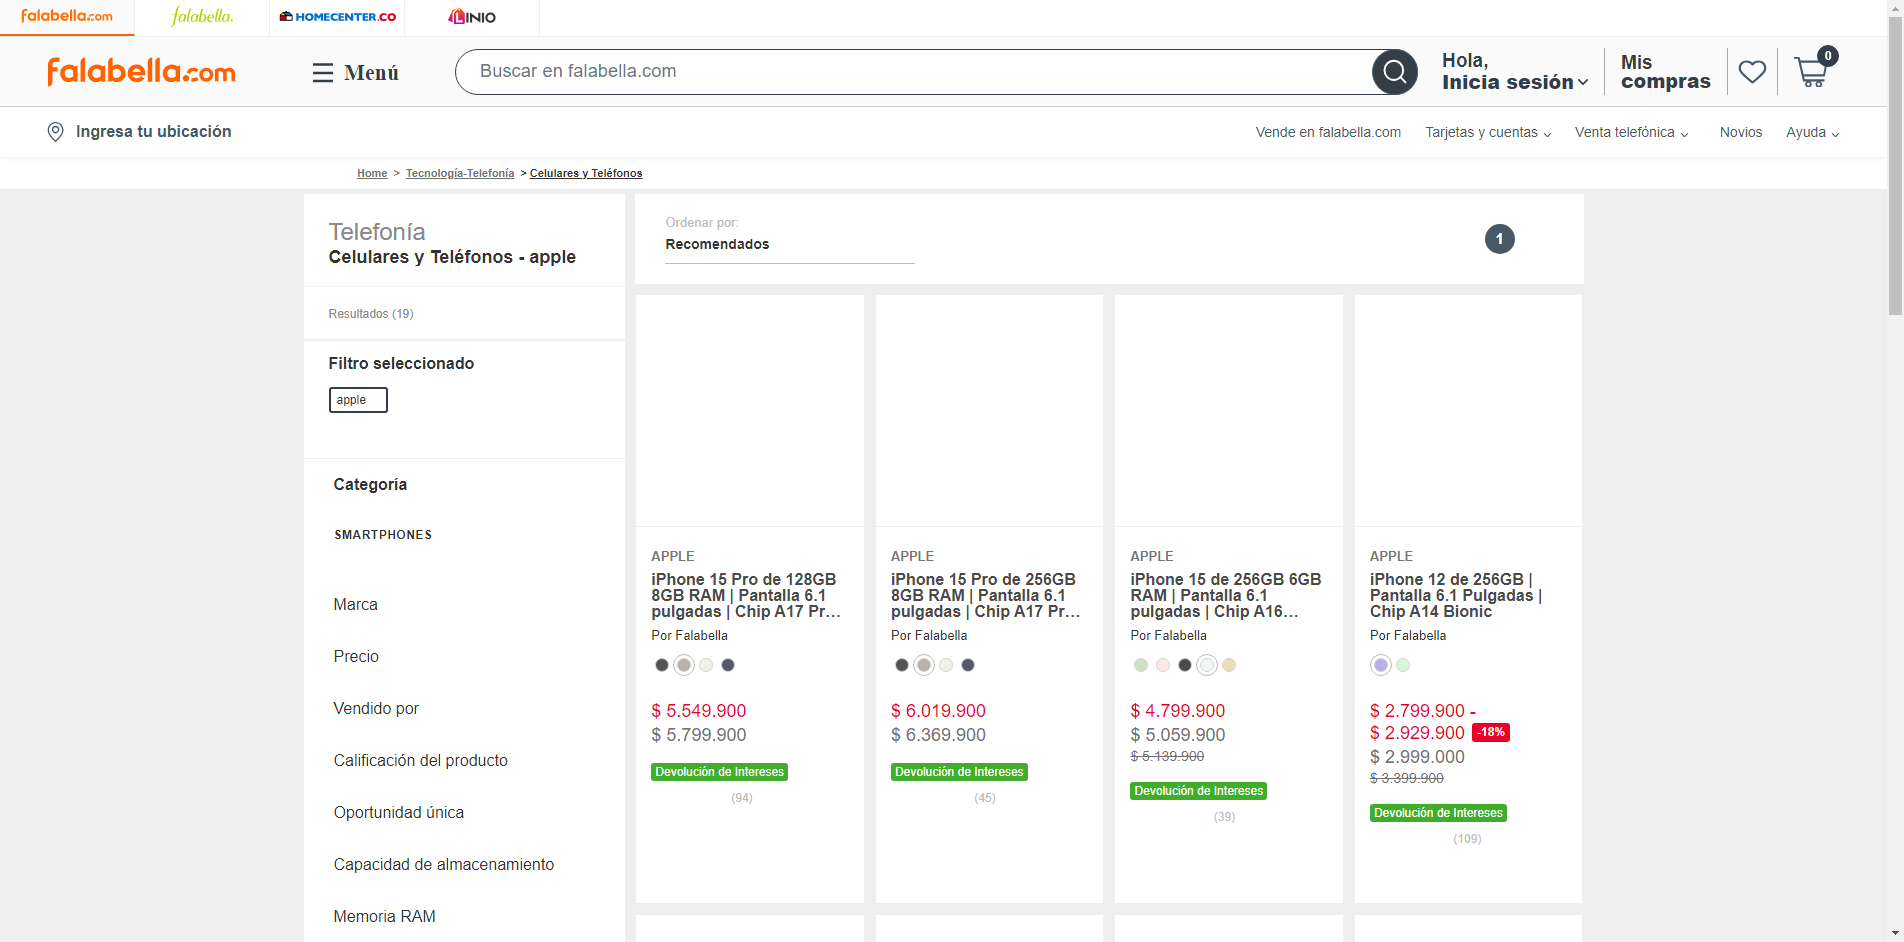 falabella.com
falabella.
HOMECENTER.CO
LINIO
falabella.com
Menú
Buscar en falabella.com
Hola,
Inicia sesión
Mis
compras
0
Ingresa tu ubicación
Vende en falabella.com
Tarjetas y cuentas
Venta telefónica
Novios
Ayuda
Home > Tecnología-Telefonía > Celulares y Teléfonos
Telefonía
Celulares y Teléfonos - apple
Resultados (19)
Filtro seleccionado
apple
Categoría
SMARTPHONES
Marca
Precio
Vendido por
Calificación del producto
Oportunidad única
Capacidad de almacenamiento
Memoria RAM
Ordenar por:
Recomendados
1
APPLE
iPhone 15 Pro de 128GB
8GB RAM | Pantalla 6.1
pulgadas | Chip A17 Pr...
Por Falabella
$ 5.549.900
$ 5.799.900
Devolución de Intereses
(94)
APPLE
iPhone 15 Pro de 256GB
8GB RAM | Pantalla 6.1
pulgadas | Chip A17 Pr...
Por Falabella
$ 6.019.900
$ 6.369.900
Devolución de Intereses
(45)
APPLE
iPhone 15 de 256GB 6GB
RAM | Pantalla 6.1
pulgadas | Chip A16...
Por Falabella
$ 4.799.900
$ 5.059.900
$ 5.139.900
Devolución de Intereses
(39)
APPLE
iPhone 12 de 256GB |
Pantalla 6.1 Pulgadas |
Chip A14 Bionic
Por Falabella
$ 2.799.900 -
$ 2.929.900 -18%
$ 2.999.000
$ 3.399.900
Devolución de Intereses
(109)